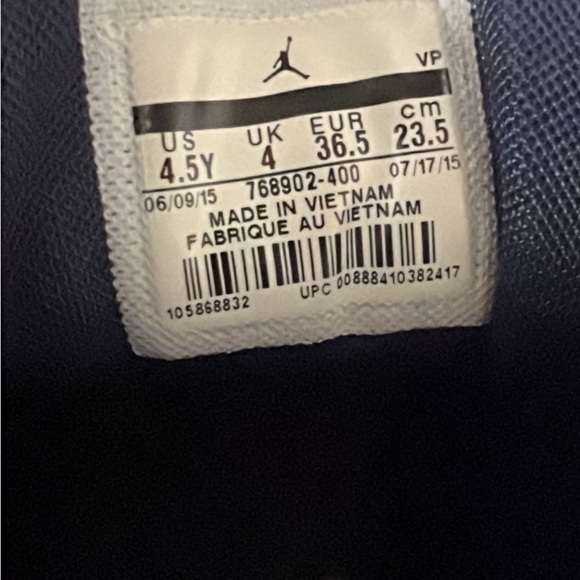 VP
US UK EUR cm
4.5Y 4 36.5 23.5
06/09/15 768902-400 07/17/15
MADE IN VIETNAM
FABRIQUE AU VIETNAM
105868832 UPC 00888410382417